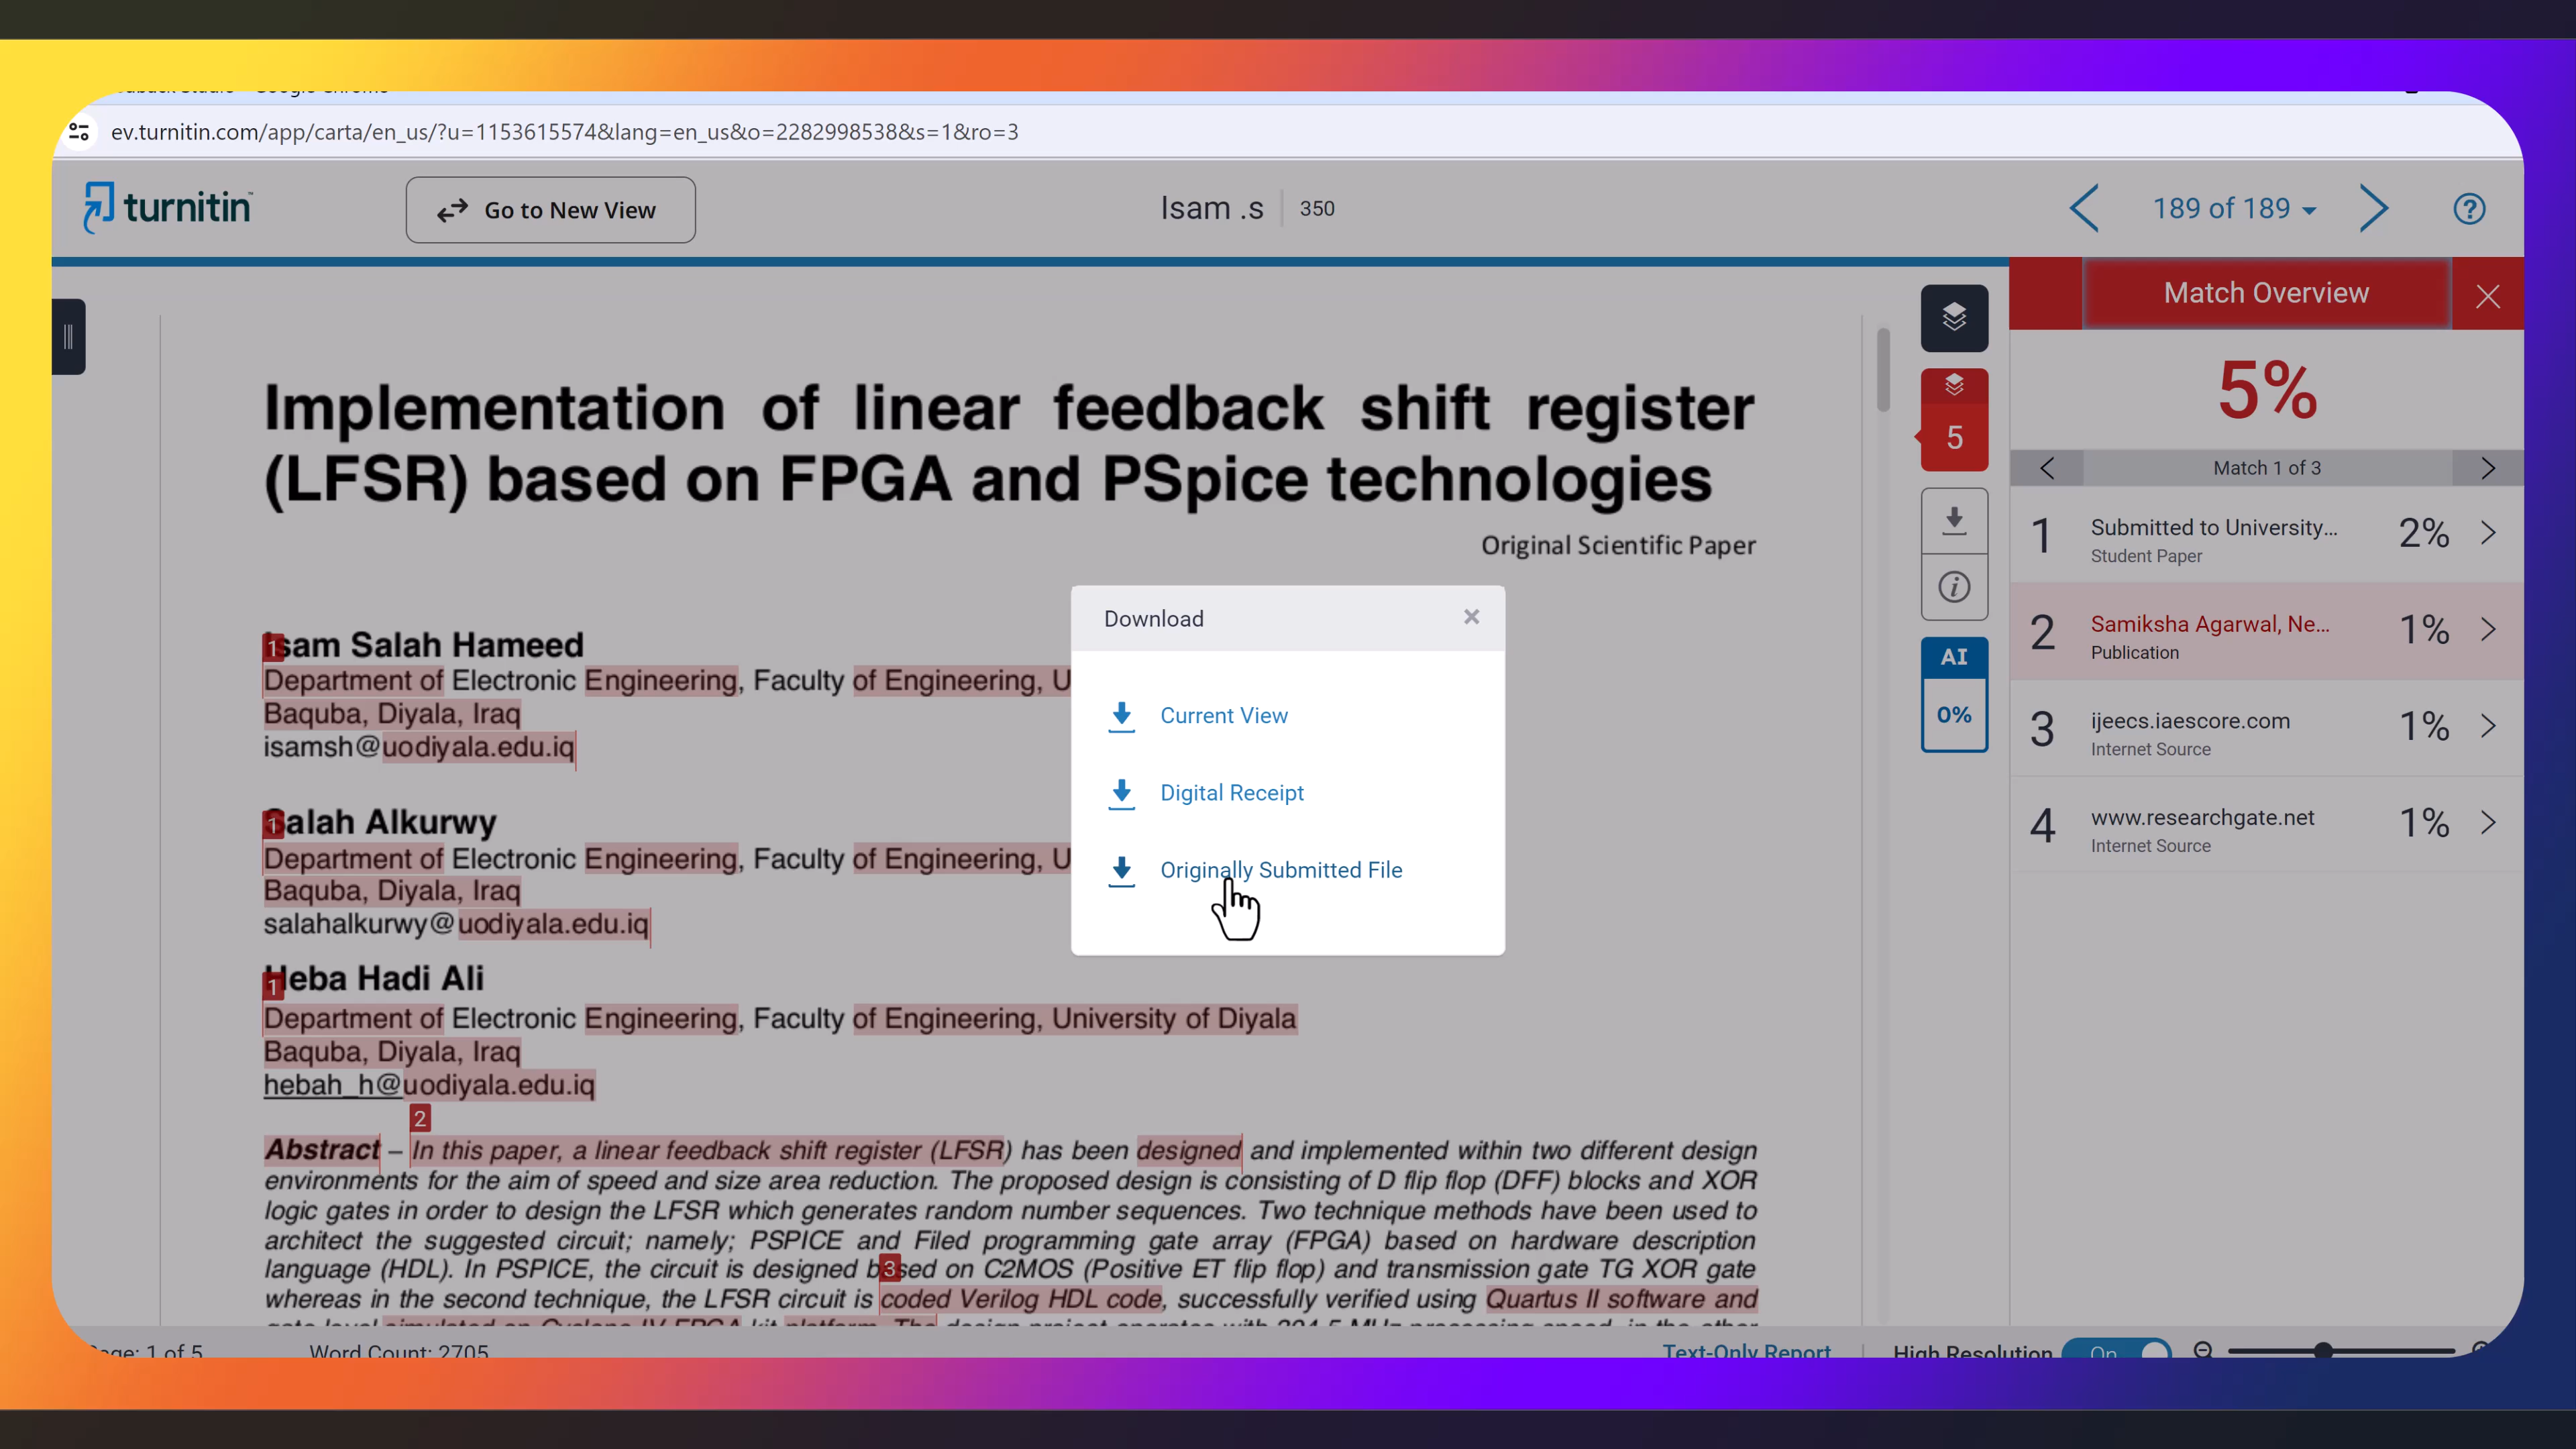 ev.turnitin.com/app/carta/en_us/?u=1153615574&lang=en_us&o=2282998538&s=1&ro=3
turnitin
Go to New View
Isam .s
350
189 of 189
Match Overview
5%
Match 1 of 3
1 Submitted to University... 2%
Student Paper
2 Samiksha Agarwal, Ne... 1%
Publication
3 ijeecs.iaescore.com 1%
Internet Source
4 www.researchgate.net 1%
Internet Source
5
AI
0%
Implementation of linear feedback shift register
(LFSR) based on FPGA and PSpice technologies
Original Scientific Paper
1
Isam Salah Hameed
Department of Electronic Engineering, Faculty of Engineering, U
Baquba, Diyala, Iraq
isamsh@uodiyala.edu.iq
1
Salah Alkurwy
Department of Electronic Engineering, Faculty of Engineering, U
Baquba, Diyala, Iraq
salahalkurwy@uodiyala.edu.iq
1
Heba Hadi Ali
Department of Electronic Engineering, Faculty of Engineering, University of Diyala
Baquba, Diyala, Iraq
hebah_h@uodiyala.edu.iq
2
Abstract – In this paper, a linear feedback shift register (LFSR) has been designed and implemented within two different design
environments for the aim of speed and size area reduction. The proposed design is consisting of D flip flop (DFF) blocks and XOR
logic gates in order to design the LFSR which generates random number sequences. Two technique methods have been used to
architect the suggested circuit; namely; PSPICE and Filed programming gate array (FPGA) based on hardware description
3
language (HDL). In PSPICE, the circuit is designed based on C2MOS (Positive ET flip flop) and transmission gate TG XOR gate
whereas in the second technique, the LFSR circuit is coded Verilog HDL code, successfully verified using Quartus II software and
Download
Current View
Digital Receipt
Originally Submitted File
1 of 5
Word Count: 2705
Text-Only Report
High Resolution
On